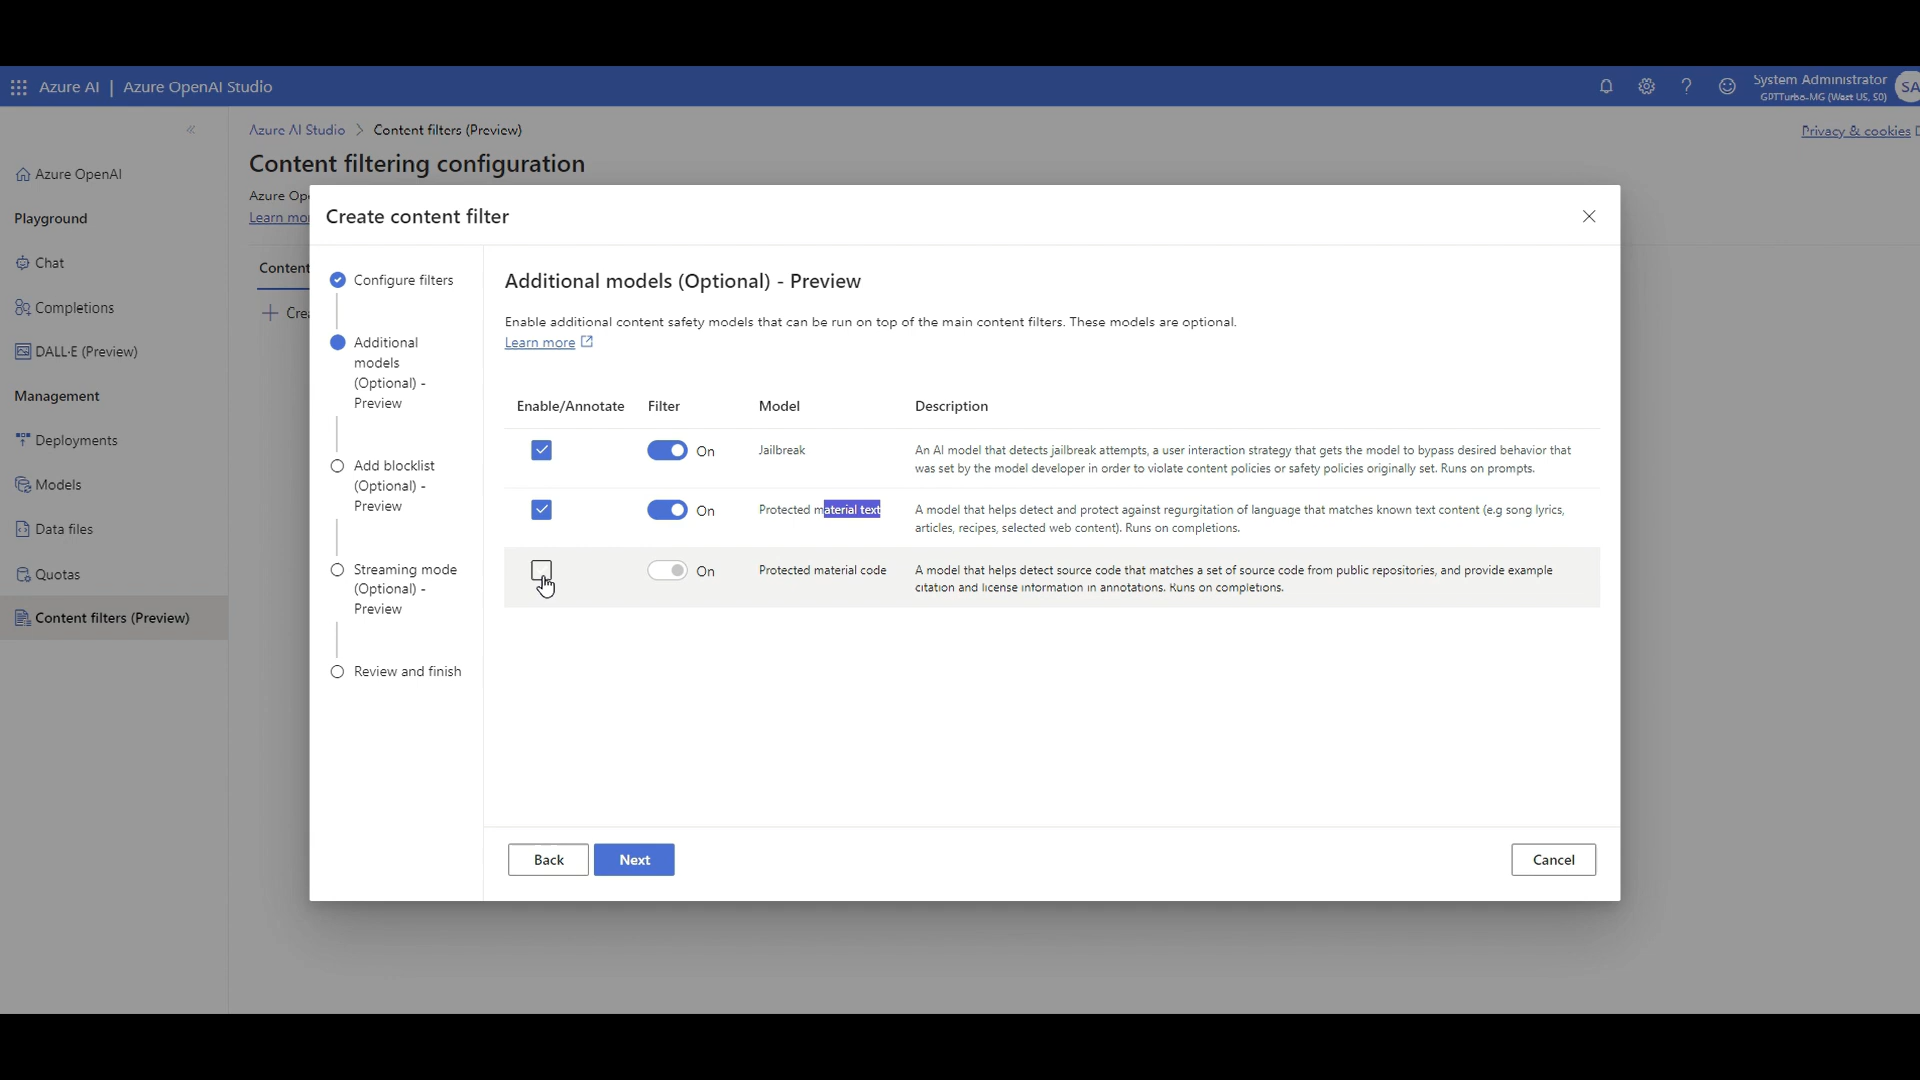 Azure AI | Azure OpenAI Studio
System Administrator
GPTTurbo-MG (West US, S0)
SA
Azure AI Studio > Content filters (Preview)
Privacy & cookies
Content filtering configuration
Azure OpenAI
Playground
Chat
Completions
DALL·E (Preview)
Management
Deployments
Models
Data files
Quotas
Content filters (Preview)
Azure Op
Learn mo
Content
Crea
Create content filter
Configure filters
Additional
models
(Optional) -
Preview
Add blocklist
(Optional) -
Preview
Streaming mode
(Optional) -
Preview
Review and finish
Additional models (Optional) - Preview
Enable additional content safety models that can be run on top of the main content filters. These models are optional.
Learn more
Enable/Annotate Filter Model Description
On Jailbreak An AI model that detects jailbreak attempts, a user interaction strategy that gets the model to bypass desired behavior that
was set by the model developer in order to violate content policies or safety policies originally set. Runs on prompts.
On Protected material text A model that helps detect and protect against regurgitation of language that matches known text content (e.g song lyrics,
articles, recipes, selected web content). Runs on completions.
On Protected material code A model that helps detect source code that matches a set of source code from public repositories, and provide example
citation and license information in annotations. Runs on completions.
Back Next Cancel